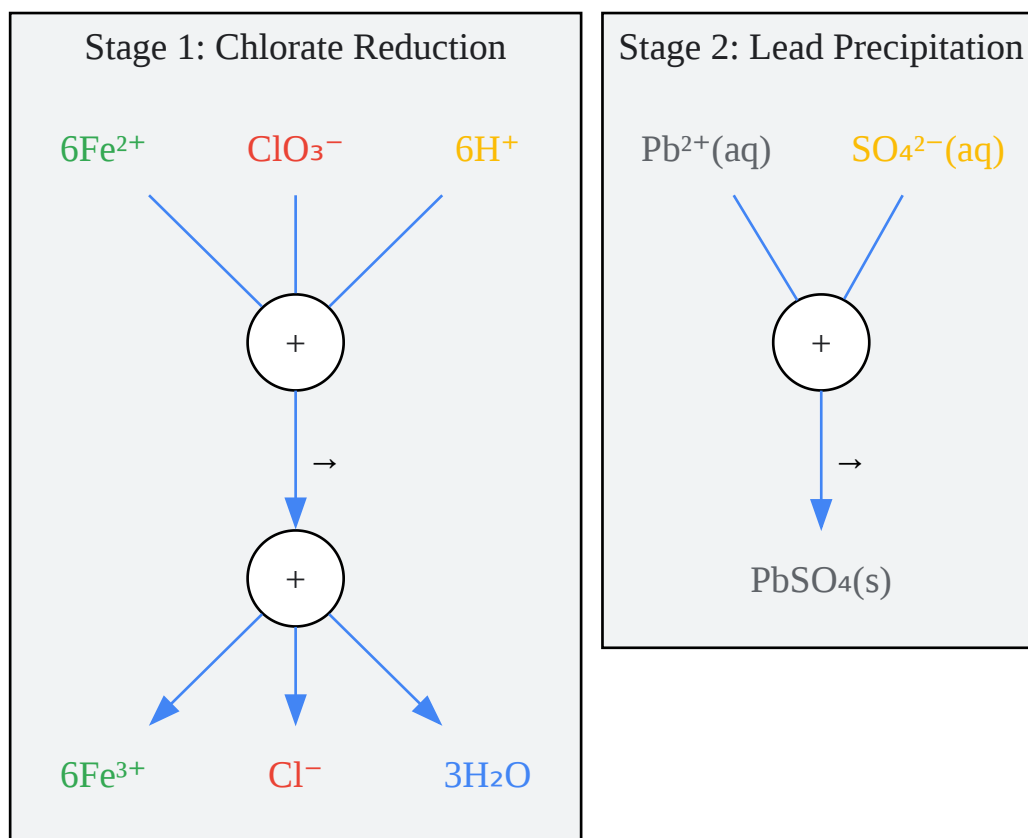 Stage 1: Chlorate Reduction
6Fe²⁺ ClO₃⁻ 6H⁺
+
→
+
6Fe³⁺ Cl⁻ 3H₂O
Stage 2: Lead Precipitation
Pb²⁺(aq) SO₄²⁻(aq)
+
→
PbSO₄(s)